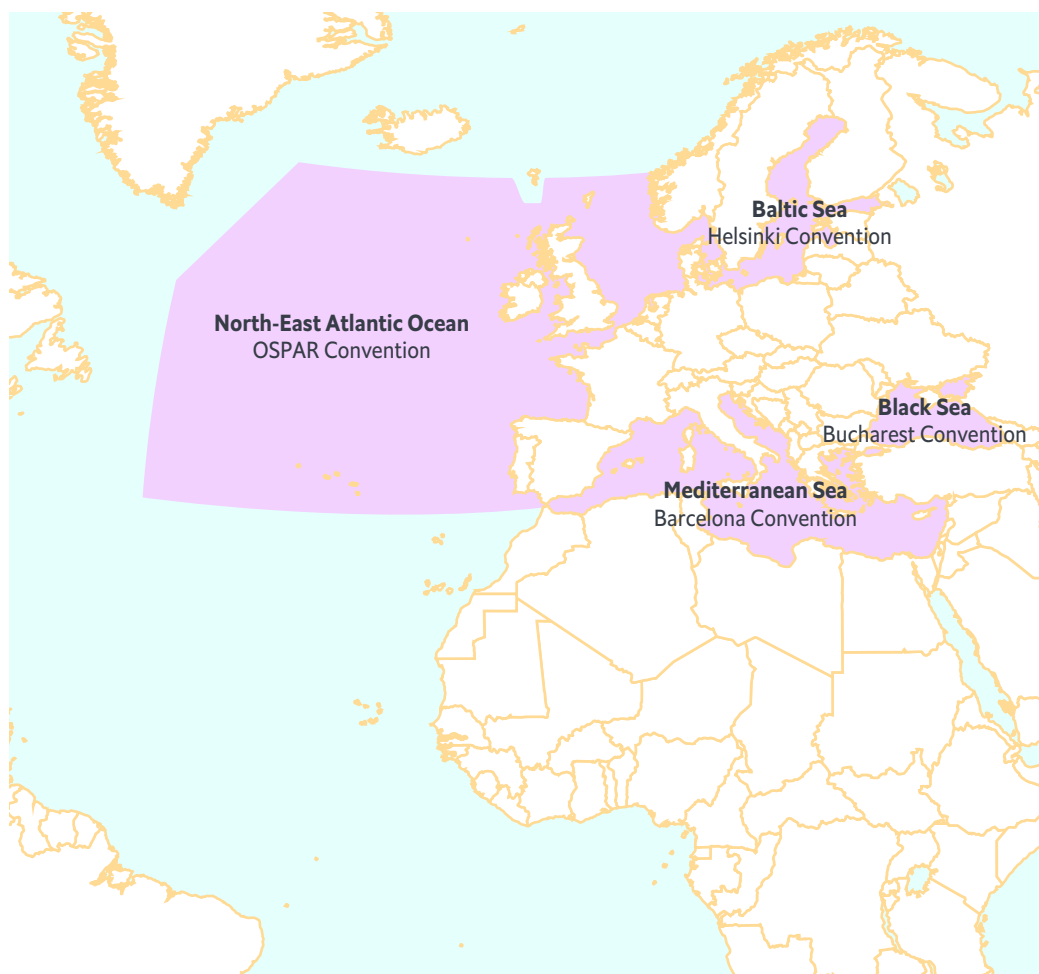 Baltic Sea
Helsinki Convention
North-East Atlantic Ocean
OSPAR Convention
Black Sea
Bucharest Convention
Mediterranean Sea
Barcelona Convention